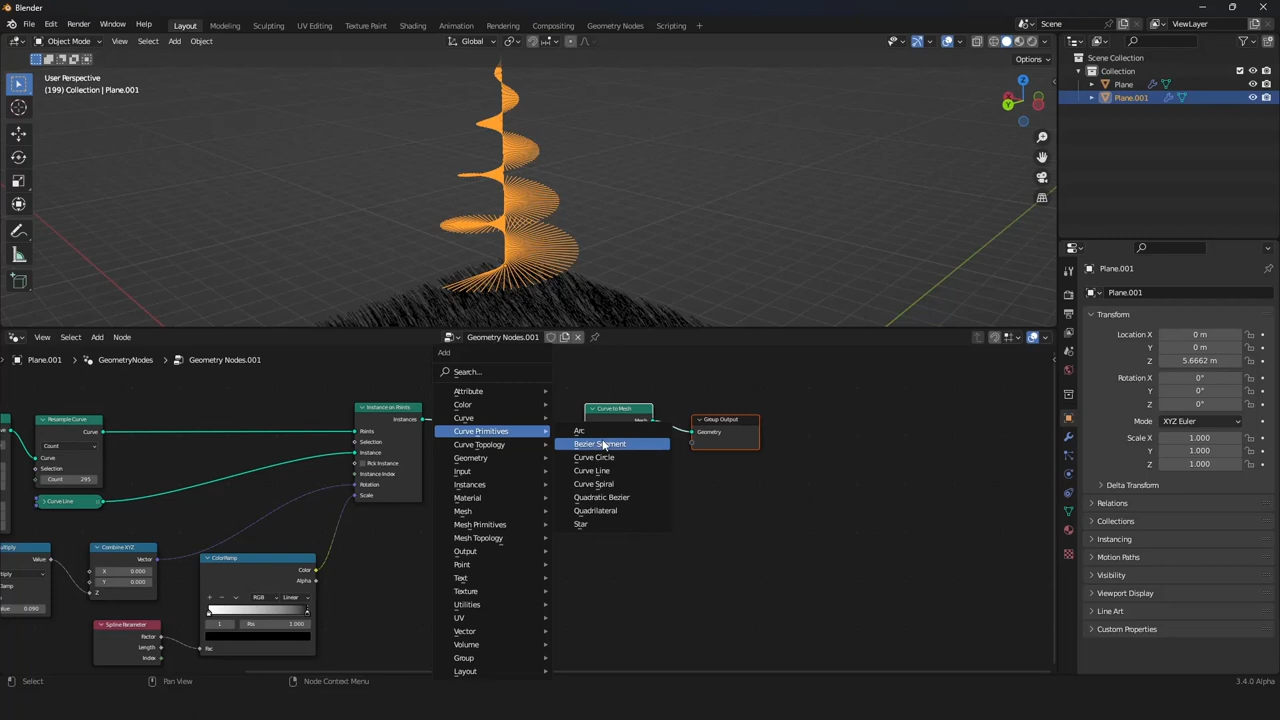 Blender
File Edit Render Window Help
Layout Modeling Sculpting UV Editing Texture Paint Shading Animation Rendering Compositing Geometry Nodes Scripting +
Scene
ViewLayer
Object Mode View Select Add Object
Global
Options
User Perspective
(199) Collection | Plane.001
Z
Y
Scene Collection
Collection
Plane
Plane.001
Plane.001
Plane.001
Transform
Location X 0 m
Y 0 m
Z 5.6662 m
Rotation X 0°
Y 0°
Z 0°
Mode XYZ Euler
Scale X 1.000
Y 1.000
Z 1.000
Delta Transform
Relations
Collections
Instancing
Motion Paths
Visibility
Viewport Display
Line Art
Custom Properties
View Select Add Node
Geometry Nodes.001
Plane.001 > GeometryNodes > Geometry Nodes.001
Add
Search...
Attribute
Color
Curve
Curve Primitives
Curve Topology
Geometry
Input
Instances
Material
Mesh
Mesh Primitives
Mesh Topology
Output
Point
Text
Texture
Utilities
UV
Vector
Volume
Group
Layout
Arc
Bezier Segment
Curve Circle
Curve Line
Curve Spiral
Quadratic Bezier
Quadrilateral
Star
Resample Curve
Curve
Count
Curve
Selection
Count 295
Curve Line
Instance on Points
Instances
Points
Selection
Instance
Pick Instance
Instance Index
Rotation
Scale
Curve to Mesh
Mesh
Group Output
Geometry
Value
Combine XYZ
Vector
X 0.000
Y 0.000
Z
ColorRamp
Color
Alpha
+ − RGB Linear
1 Pos 1.000
Fac
Spline Parameter
Factor
Length
Index
Select Pan View Node Context Menu
3.4.0 Alpha